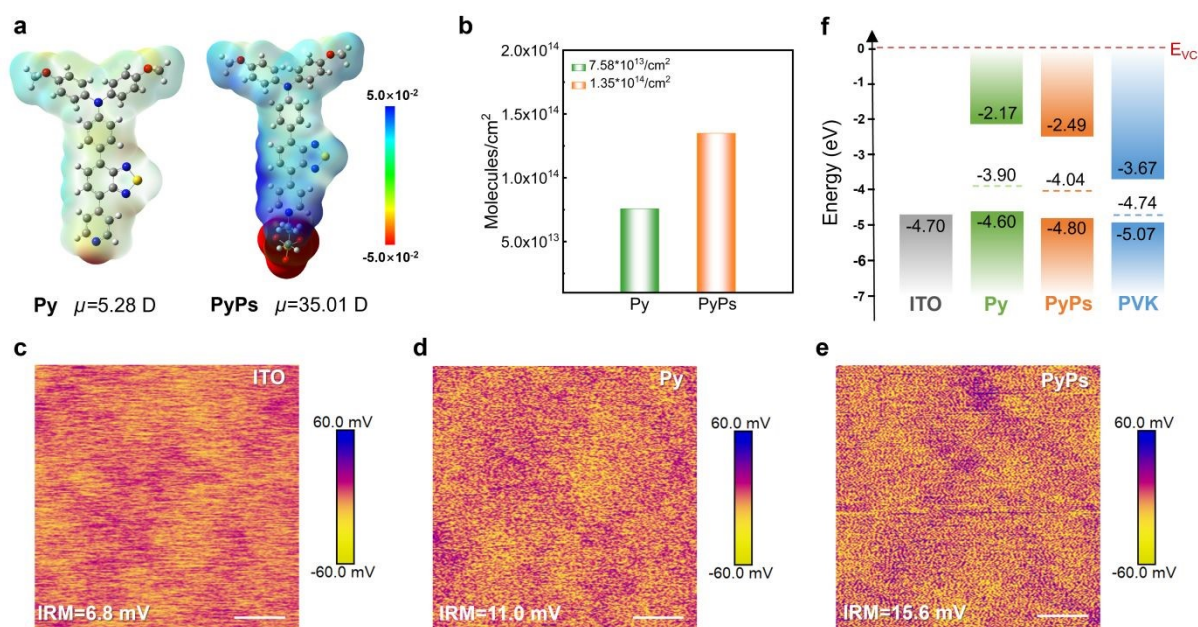 a
5.0×10⁻²
-5.0×10⁻²
Py μ=5.28 D
PyPs μ=35.01 D
b
2.0x10¹⁴
1.5x10¹⁴
1.0x10¹⁴
5.0x10¹³
Molecules/cm²
7.58*10¹³/cm²
1.35*10¹⁴/cm²
Py
PyPs
f
0
-1
-2
-3
-4
-5
-6
-7
Energy (eV)
E_VC
-2.17
-2.49
-3.67
-3.90
-4.04
-4.74
-4.70
-4.60
-4.80
-5.07
ITO
Py
PyPs
PVK
c
ITO
IRM=6.8 mV
60.0 mV
-60.0 mV
d
Py
IRM=11.0 mV
60.0 mV
-60.0 mV
e
PyPs
IRM=15.6 mV
60.0 mV
-60.0 mV